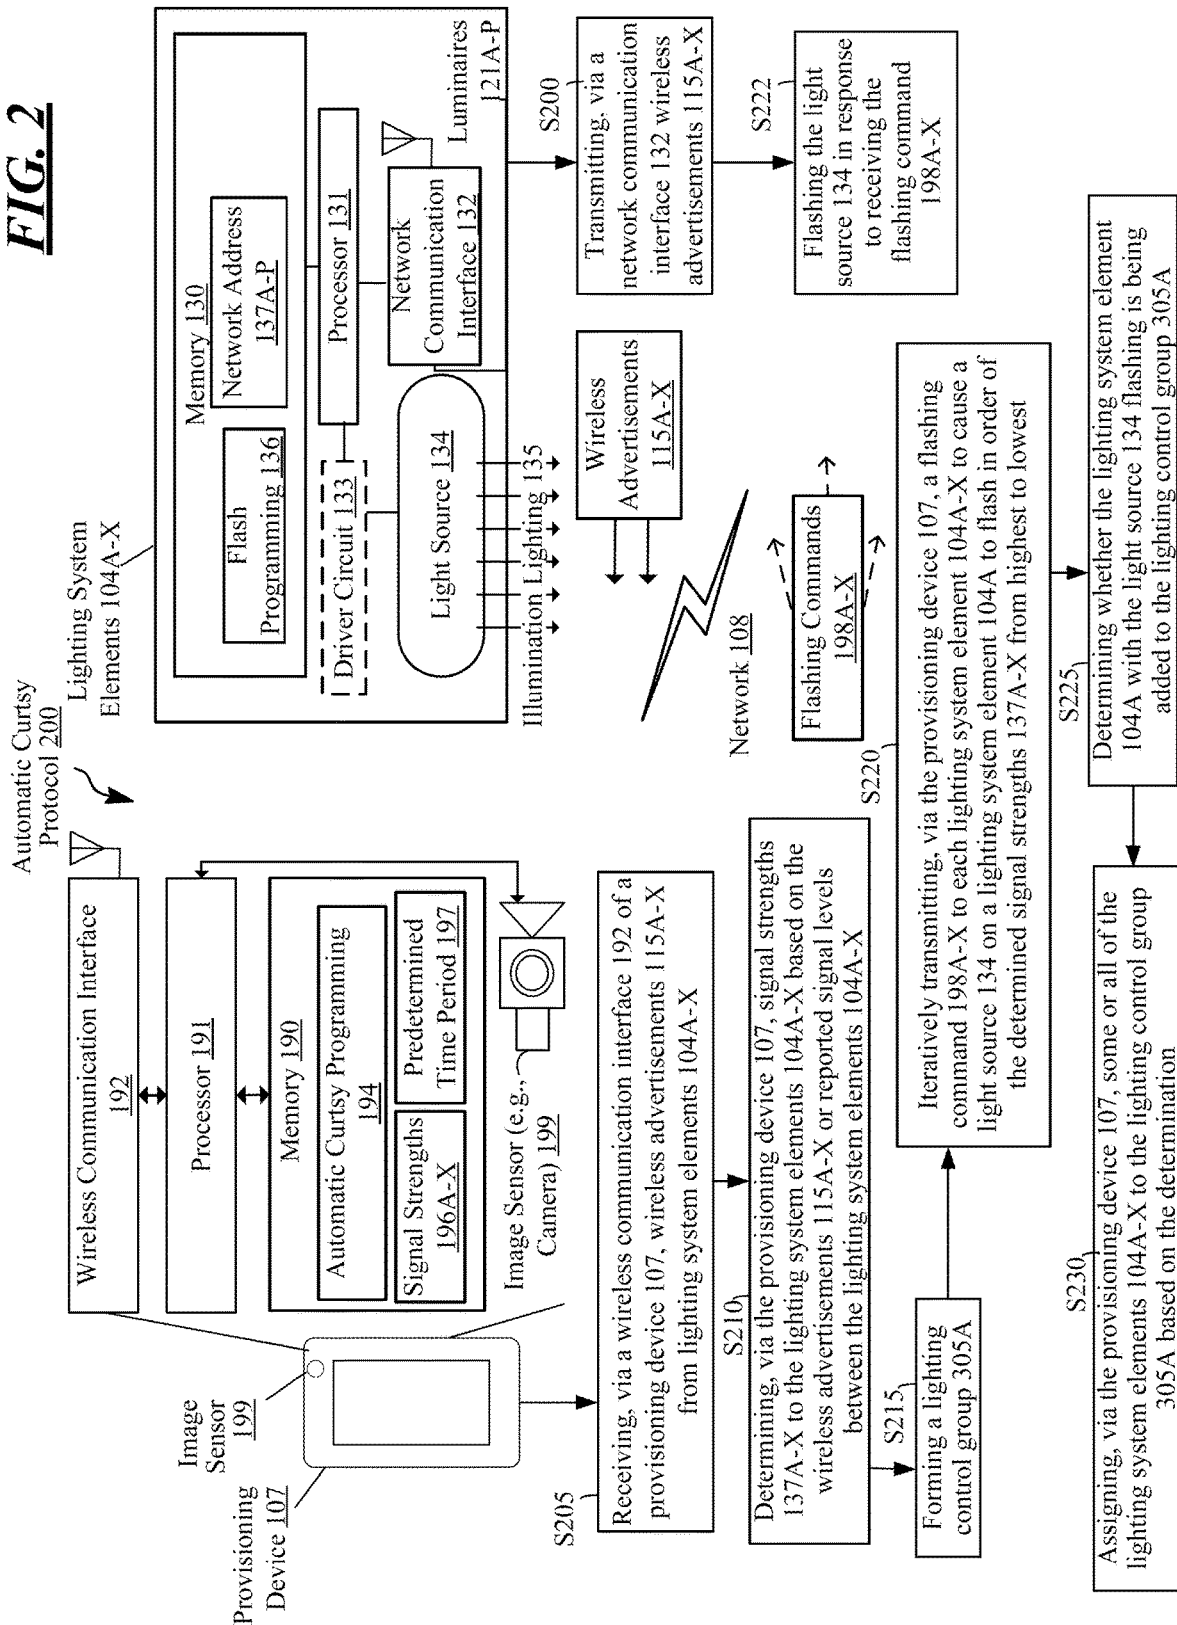 FIG. 2
Automatic Curtsy
Protocol 200
Wireless Communication Interface
192
Processor 191
Memory 190
Automatic Curtsy Programming
194
Signal Strengths
196A-X
Predetermined
Time Period 197
Image Sensor (e.g.,
Camera) 199
Image
Sensor
199
Provisioning
Device 107
Lighting System
Elements 104A-X
Memory 130
Flash
Programming 136
Network Address
137A-P
Driver Circuit 133
Processor 131
Light Source 134
Network
Communication
Interface 132
Luminaires
121A-P
Illumination Lighting 135
Wireless
Advertisements
115A-X
Network 108
Flashing Commands
198A-X
S200
Transmitting, via a
network communication
interface 132 wireless
advertisements 115A-X
S222
Flashing the light
source 134 in response
to receiving the
flashing command
198A-X
S205
Receiving, via a wireless communication interface 192 of a
provisioning device 107, wireless advertisements 115A-X
from lighting system elements 104A-X
S210
Determining, via the provisioning device 107, signal strengths
137A-X to the lighting system elements 104A-X based on the
wireless advertisements 115A-X or reported signal levels
between the lighting system elements 104A-X
S215
Forming a lighting
control group 305A
S220
Iteratively transmitting, via the provisioning device 107, a flashing
command 198A-X to each lighting system element 104A-X to cause a
light source 134 on a lighting system element 104A to flash in order of
the determined signal strengths 137A-X from highest to lowest
S225
Determining whether the lighting system element
104A with the light source 134 flashing is being
added to the lighting control group 305A
S230
Assigning, via the provisioning device 107, some or all of the
lighting system elements 104A-X to the lighting control group
305A based on the determination